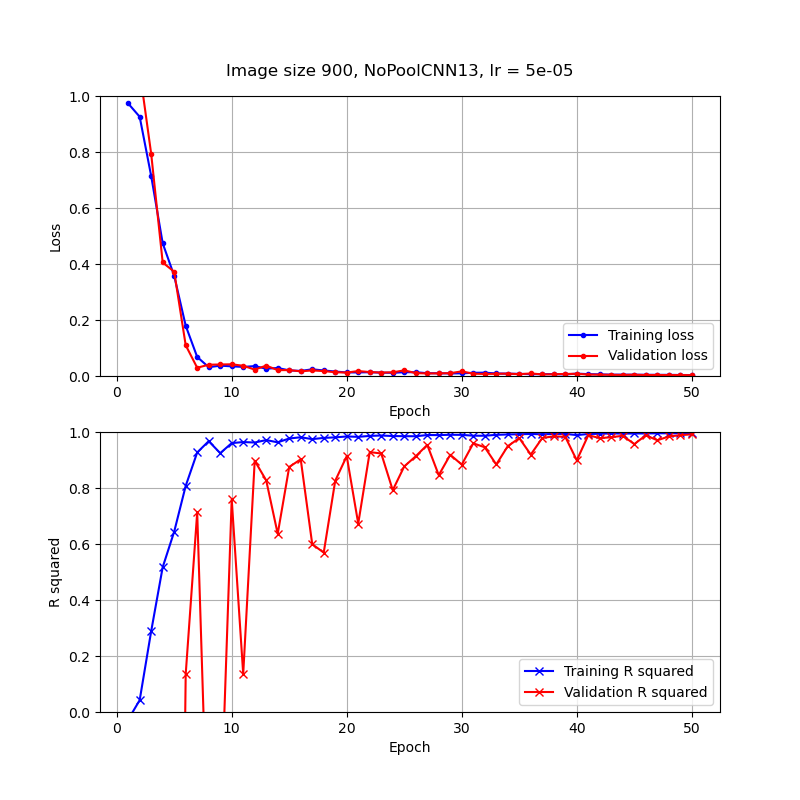 Image size 900, NoPoolCNN13, lr = 5e-05
1.0
0.8
0.6
0.4
0.2
0.0
Loss
Training loss
Validation loss
0 10 20 30 40 50
Epoch
1.0
0.8
0.6
0.4
0.2
0.0
R squared
Training R squared
Validation R squared
0 10 20 30 40 50
Epoch